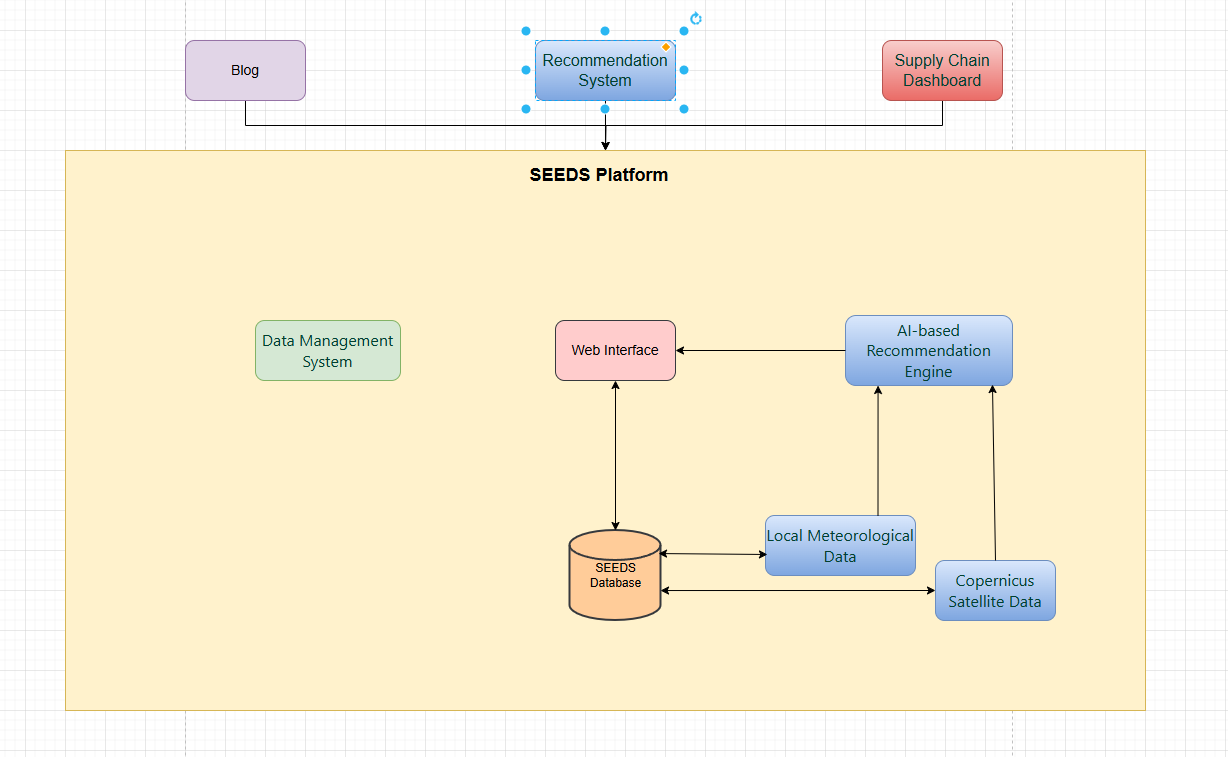 Blog
Recommendation
System
Supply Chain
Dashboard
SEEDS Platform
Data Management
System
Web Interface
AI-based
Recommendation
Engine
Local Meteorological
Data
SEEDS
Database
Copernicus
Satellite Data